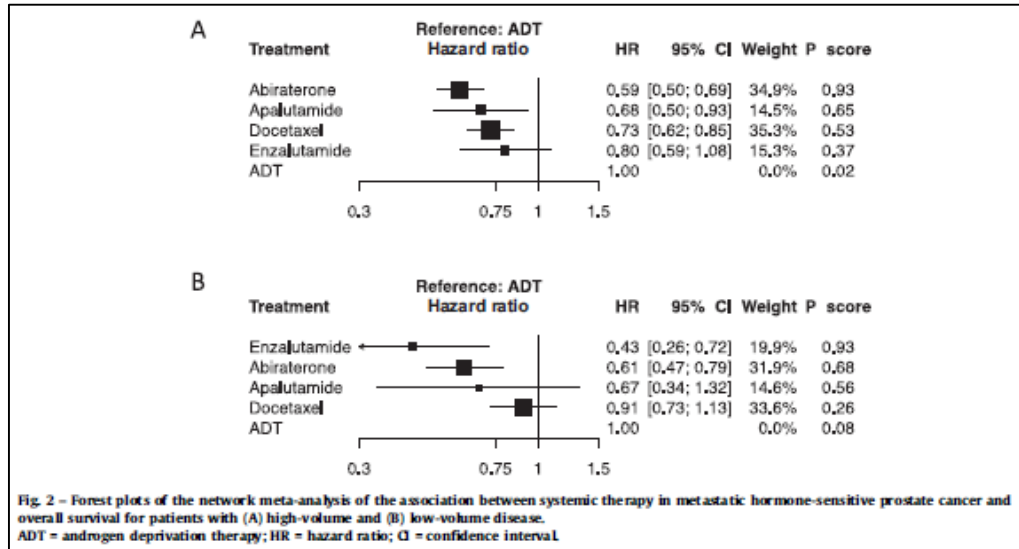 A
Reference: ADT
Treatment Hazard ratio HR 95% CI Weight P score
Abiraterone 0.59 [0.50; 0.69] 34.9% 0.93
Apalutamide 0.68 [0.50; 0.93] 14.5% 0.65
Docetaxel 0.73 [0.62; 0.85] 35.3% 0.53
Enzalutamide 0.80 [0.59; 1.08] 15.3% 0.37
ADT 1.00 0.0% 0.02
0.3 0.75 1 1.5
B
Reference: ADT
Treatment Hazard ratio HR 95% CI Weight P score
Enzalutamide 0.43 [0.26; 0.72] 19.9% 0.93
Abiraterone 0.61 [0.47; 0.79] 31.9% 0.68
Apalutamide 0.67 [0.34; 1.32] 14.6% 0.56
Docetaxel 0.91 [0.73; 1.13] 33.6% 0.26
ADT 1.00 0.0% 0.08
0.3 0.75 1 1.5
Fig. 2 – Forest plots of the network meta-analysis of the association between systemic therapy in metastatic hormone-sensitive prostate cancer and
overall survival for patients with (A) high-volume and (B) low-volume disease.
ADT = androgen deprivation therapy; HR = hazard ratio; CI = confidence interval.